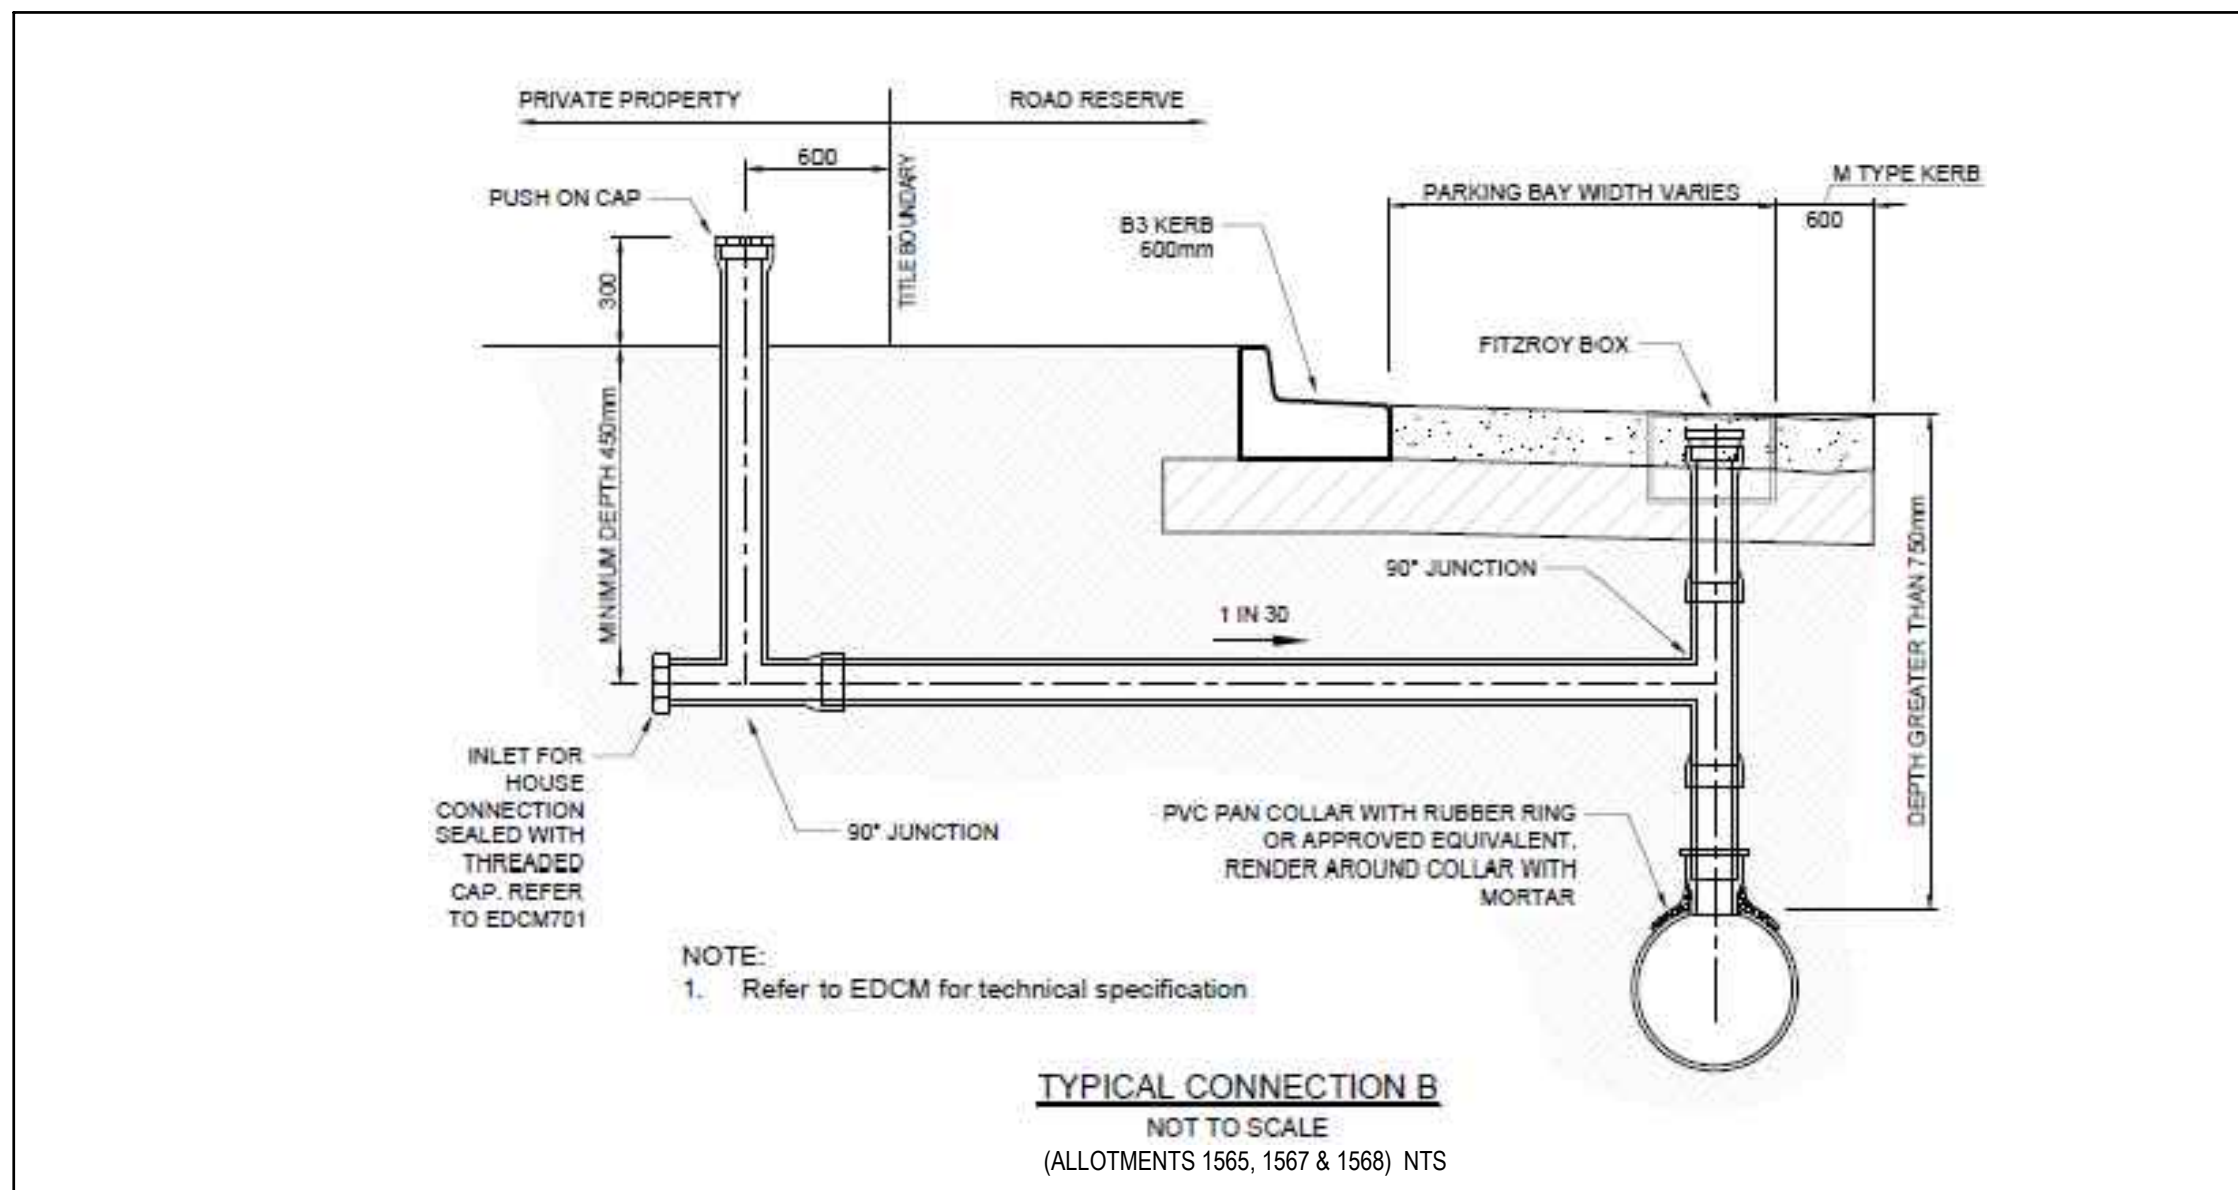 PRIVATE PROPERTY
ROAD RESERVE
600
TITLE BOUNDARY
PUSH ON CAP
300
MINIMUM DEPTH 450mm
B3 KERB
600mm
PARKING BAY WIDTH VARIES
M TYPE KERB
600
FITZROY BOX
90° JUNCTION
1 IN 30
DEPTH GREATER THAN 750mm
INLET FOR
HOUSE
CONNECTION
SEALED WITH
THREADED
CAP. REFER
TO EDCM701
90° JUNCTION
PVC PAN COLLAR WITH RUBBER RING
OR APPROVED EQUIVALENT.
RENDER AROUND COLLAR WITH
MORTAR
NOTE:
1. Refer to EDCM for technical specification
TYPICAL CONNECTION B
NOT TO SCALE
(ALLOTMENTS 1565, 1567 & 1568) NTS